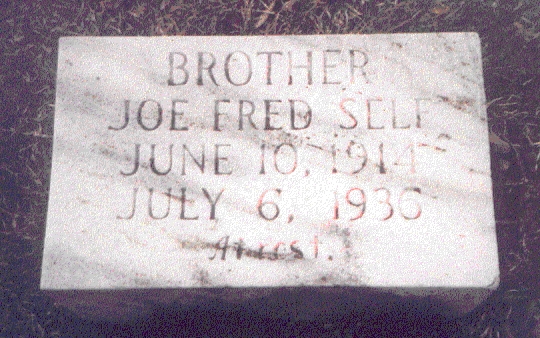 BROTHER
JOE FRED SELF
JUNE 10, 1914
JULY 6, 1936